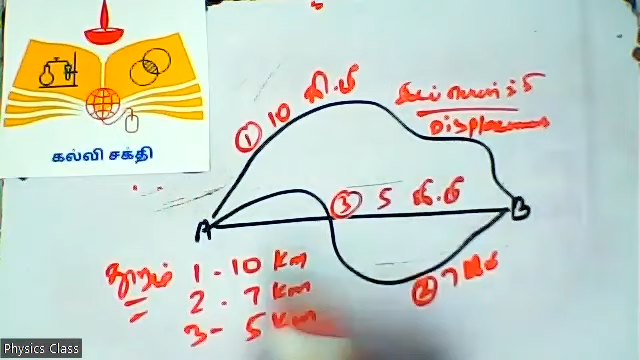 கல்வி சக்தி
① 10 கி.மீ
இடப்பெயர்ச்சி
Displacement
③ 5 கி.மீ
A
B
② 7 கிமீ
தூரம் 1 - 10 Km
2 - 7 Km
3 - 5 Km
Physics Class